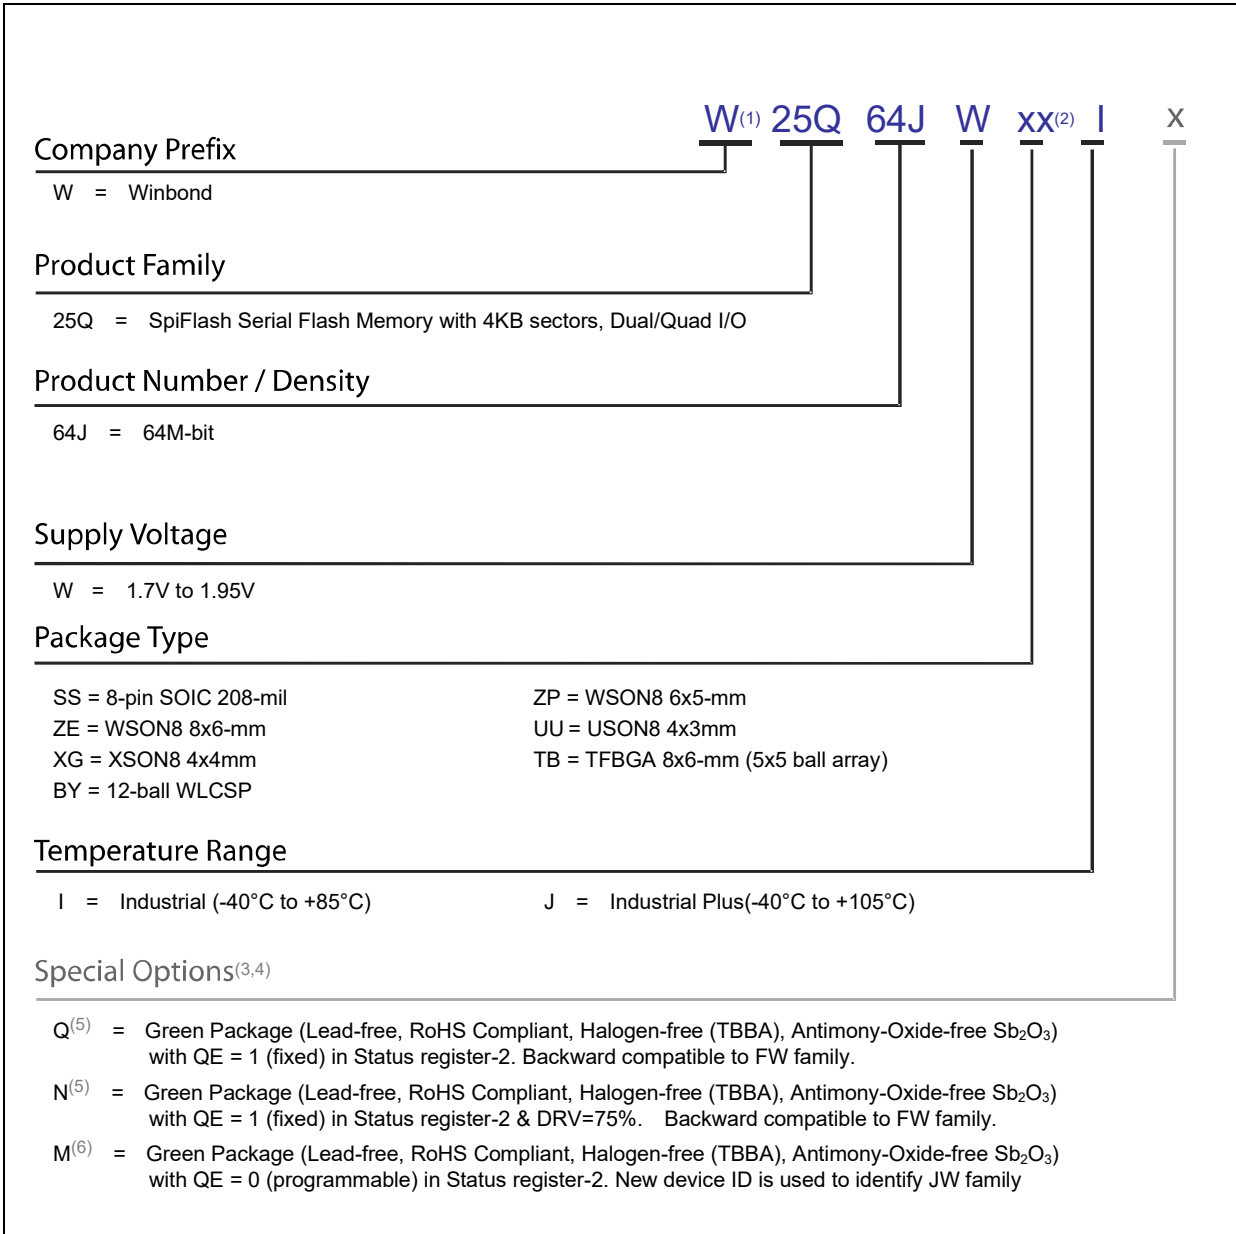 W(1) 25Q 64J W xx(2) I x
Company Prefix
W = Winbond
Product Family
25Q = SpiFlash Serial Flash Memory with 4KB sectors, Dual/Quad I/O
Product Number / Density
64J = 64M-bit
Supply Voltage
W = 1.7V to 1.95V
Package Type
SS = 8-pin SOIC 208-mil ZP = WSON8 6x5-mm
ZE = WSON8 8x6-mm UU = USON8 4x3mm
XG = XSON8 4x4mm TB = TFBGA 8x6-mm (5x5 ball array)
BY = 12-ball WLCSP
Temperature Range
I = Industrial (-40°C to +85°C) J = Industrial Plus(-40°C to +105°C)
Special Options(3,4)
Q(5) = Green Package (Lead-free, RoHS Compliant, Halogen-free (TBBA), Antimony-Oxide-free Sb₂O₃)
with QE = 1 (fixed) in Status register-2. Backward compatible to FW family.
N(5) = Green Package (Lead-free, RoHS Compliant, Halogen-free (TBBA), Antimony-Oxide-free Sb₂O₃)
with QE = 1 (fixed) in Status register-2 & DRV=75%. Backward compatible to FW family.
M(6) = Green Package (Lead-free, RoHS Compliant, Halogen-free (TBBA), Antimony-Oxide-free Sb₂O₃)
with QE = 0 (programmable) in Status register-2. New device ID is used to identify JW family